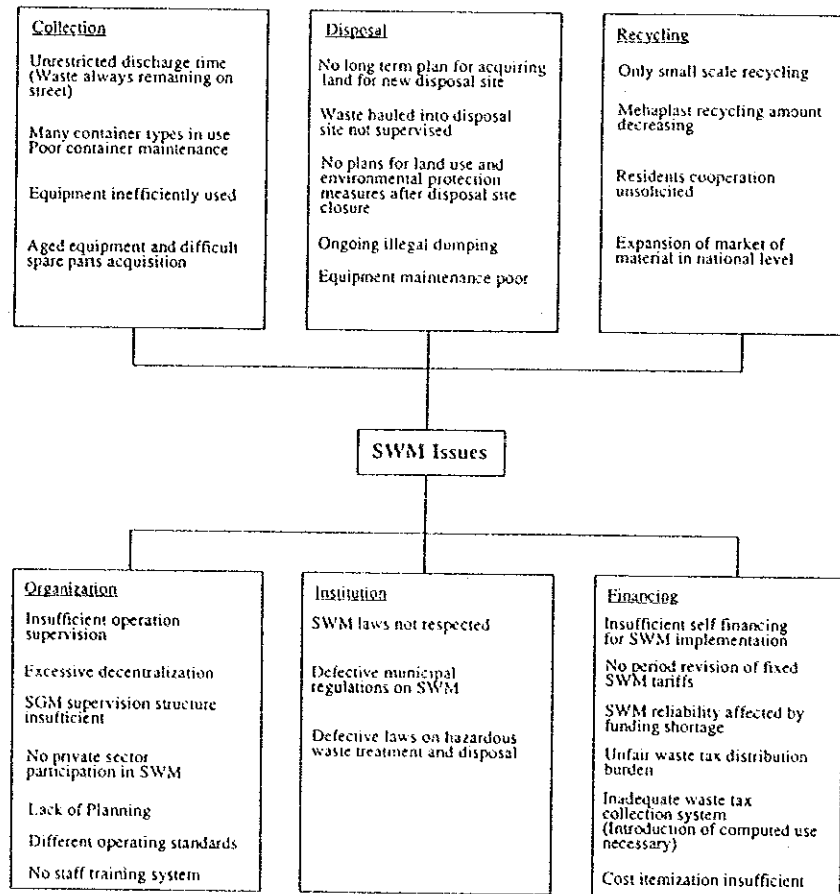 Collection
Unrestricted discharge time
(Waste always remaining on
street)
Many container types in use
Poor container maintenance
Equipment inefficiently used
Aged equipment and difficult
spare parts acquisition
Disposal
No long term plan for acquiring
land for new disposal site
Waste hauled into disposal
site not supervised
No plans for land use and
environmental protection
measures after disposal site
closure
Ongoing illegal dumping
Equipment maintenance poor
Recycling
Only small scale recycling
Mehaplast recycling amount
decreasing
Residents cooperation
unsolicited
Expansion of market of
material in national level
SWM Issues
Organization
Insufficient operation
supervision
Excessive decentralization
SGM supervision structure
insufficient
No private sector
participation in SWM
Lack of Planning
Different operating standards
No staff training system
Institution
SWM laws not respected
Defective municipal
regulations on SWM
Defective laws on hazardous
waste treatment and disposal
Financing
Insufficient self financing
for SWM implementation
No period revision of fixed
SWM tariffs
SWM reliability affected by
funding shortage
Unfair waste tax distribution
burden
Inadequate waste tax
collection system
(Introduction of computed use
necessary)
Cost itemization insufficient